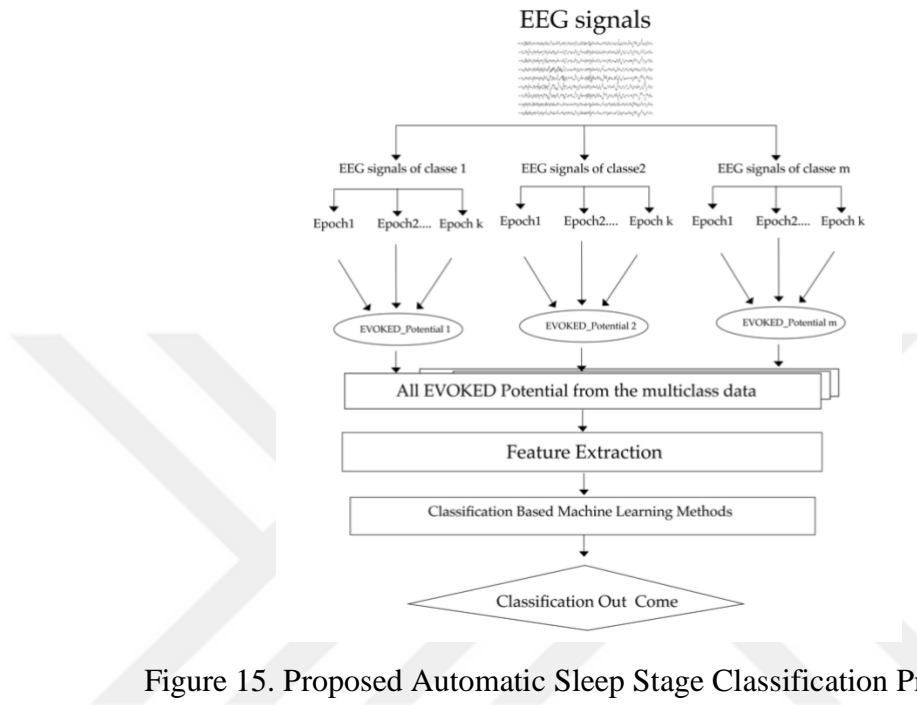 EEG signals
EEG signals of classe 1 EEG signals of classe2 EEG signals of classe m
Epoch1 Epoch2.... Epoch k Epoch1 Epoch2.... Epoch k Epoch1 Epoch2.... Epoch k
EVOKED_Potential 1 EVOKED_Potential 2 EVOKED_Potential m
All EVOKED Potential from the multiclass data
Feature Extraction
Classification Based Machine Learning Methods
Classification Out Come
Figure 15. Proposed Automatic Sleep Stage Classification